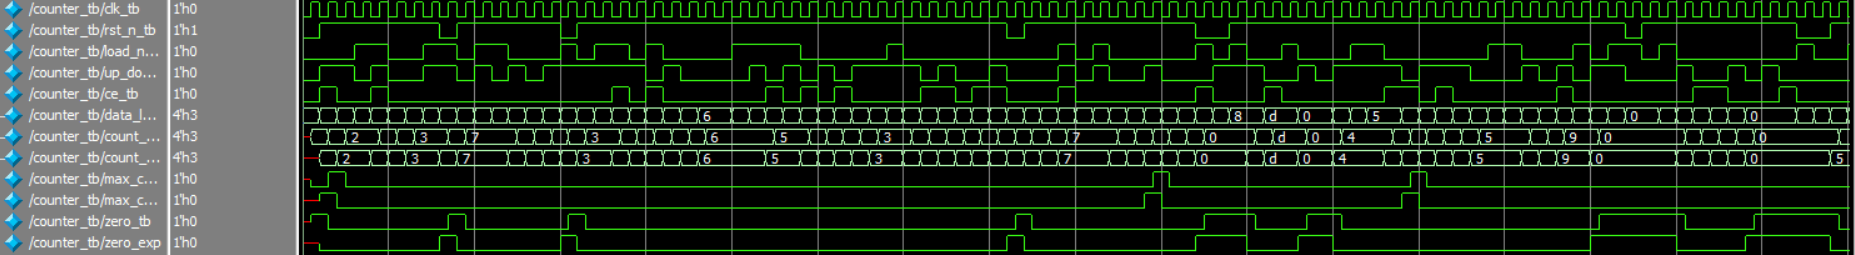 /counter_tb/clk_tb 1'h0
/counter_tb/rst_n_tb 1'h1
/counter_tb/load_n... 1'h0
/counter_tb/up_do... 1'h0
/counter_tb/ce_tb 1'h0
/counter_tb/data_l... 4'h3 6 8 d 0 5 0 0
/counter_tb/count_... 4'h3 2 3 7 3 6 5 3 7 0 d 0 4 5 9 0 0
/counter_tb/count_... 4'h3 2 3 7 3 6 5 3 7 0 d 0 4 5 9 0 0 5
/counter_tb/max_c... 1'h0
/counter_tb/max_c... 1'h0
/counter_tb/zero_tb 1'h0
/counter_tb/zero_exp 1'h0